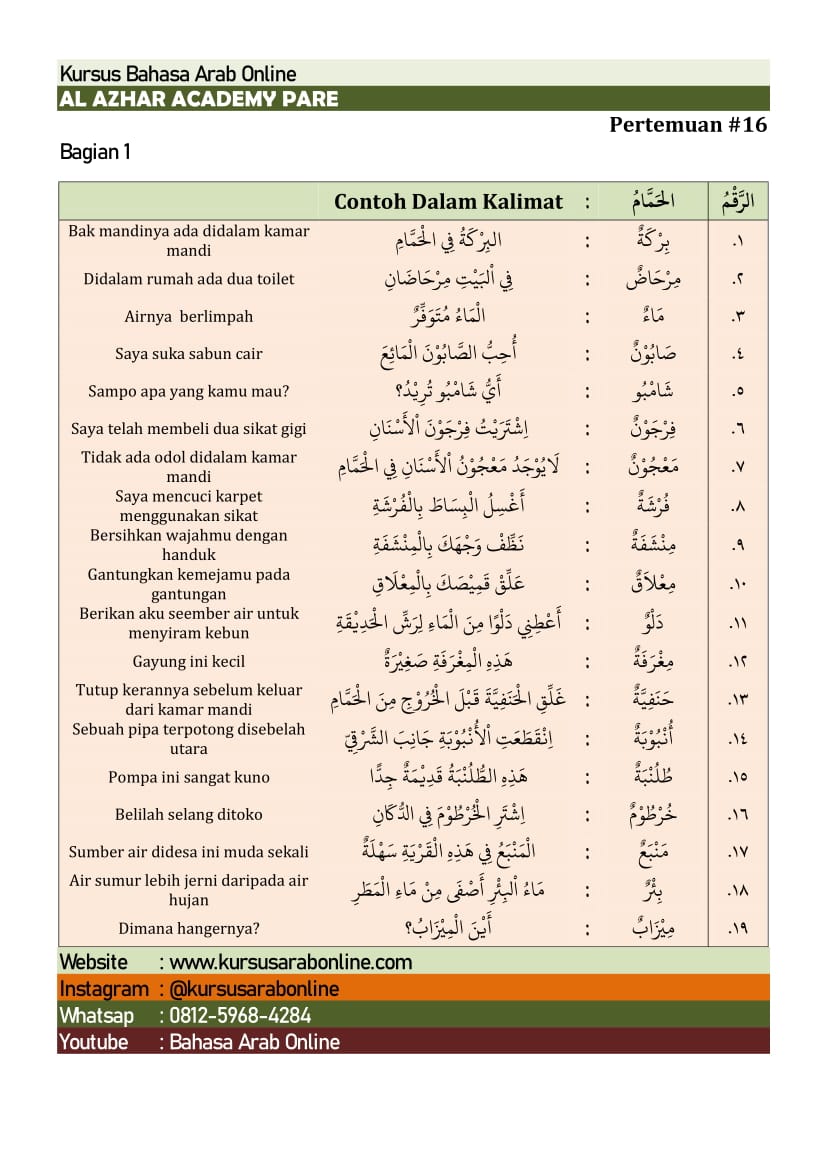 Kursus Bahasa Arab Online
AL AZHAR ACADEMY PARE
Pertemuan #16
Bagian 1
الرَّقْمُ الحَمَّامُ : Contoh Dalam Kalimat
١. بِرْكَةٌ : البِرْكَةُ فِي الْحَمَّامِ Bak mandinya ada didalam kamar
mandi
٢. مِرْحَاضٌ : فِي اْلبَيْتِ مِرْحَاضَانِ Didalam rumah ada dua toilet
٣. مَاءٌ : الْمَاءُ مُتَوَفِّرٌ Airnya berlimpah
٤. صَابُوْنٌ : أُحِبُّ الصَّابُوْنَ الْمَائِعَ Saya suka sabun cair
٥. شَامْبُو : أَيُّ شَامْبُو تُرِيْدُ؟ Sampo apa yang kamu mau?
٦. فِرْجَوْنٌ : اِشْتَرَيْتُ فِرْجَوْنَ اْلأَسْنَانِ Saya telah membeli dua sikat gigi
٧. مَعْجُوْنٌ : لَايُوْجَدُ مَعْجُوْنُ اْلأَسْنَانِ فِي الْحَمَّامِ Tidak ada odol didalam kamar
mandi
٨. فُرْشَةٌ : أَغْسِلُ الْبِسَاطَ بِالْفُرْشَةِ Saya mencuci karpet
menggunakan sikat
٩. مِنْشَفَةٌ : نَظِّفْ وَجْهَكَ بِالْمِنْشَفَةِ Bersihkan wajahmu dengan
handuk
١٠. مِعْلَاقٌ : عَلِّقْ قَمِيْصَكَ بِالْمِعْلَاقِ Gantungkan kemejamu pada
gantungan
١١. دَلْوٌ : أَعْطِنِي دَلْوًا مِنَ الْمَاءِ لِرَشِّ الْحَدِيْقَةِ Berikan aku seember air untuk
menyiram kebun
١٢. مِغْرَفَةٌ : هَذِهِ الْمِغْرَفَةِ صَغِيْرَةٌ Gayung ini kecil
١٣. حَنَفِيَّةٌ : غَلِّقِ الْحَنَفِيَّةَ قَبْلَ الْخُرُوْجِ مِنَ الْحَمَّامِ Tutup kerannya sebelum keluar
dari kamar mandi
١٤. أُنْبُوْبَةٌ : اِنْقَطَعَتِ اْلأُنْبُوْبَةِ جَانِبَ الشَّرْقِيِّ Sebuah pipa terpotong disebelah
utara
١٥. طُلُنْبَةٌ : هَذِهِ الطُّلُنْبَةُ قَدِيْمَةٌ جِدًّا Pompa ini sangat kuno
١٦. خُرْطُوْمٌ : اِشْتَرِ الْخُرْطُوْمَ فِي الدُّكَانِ Belilah selang ditoko
١٧. مَنْبَعٌ : الْمَنْبَعُ فِي هَذِهِ الْقَرْيَةِ سَهْلَةٌ Sumber air didesa ini muda sekali
١٨. بِئْرٌ : مَاءُ اْلبِئْرِ أَصْفَى مِنْ مَاءِ الْمَطَرِ Air sumur lebih jerni daripada air
hujan
١٩. مِيْزَابٌ : أَيْنَ الْمِيْزَابُ؟ Dimana hangernya?
Website : www.kursusarabonline.com
Instagram : @kursusarabonline
Whatsap : 0812-5968-4284
Youtube : Bahasa Arab Online